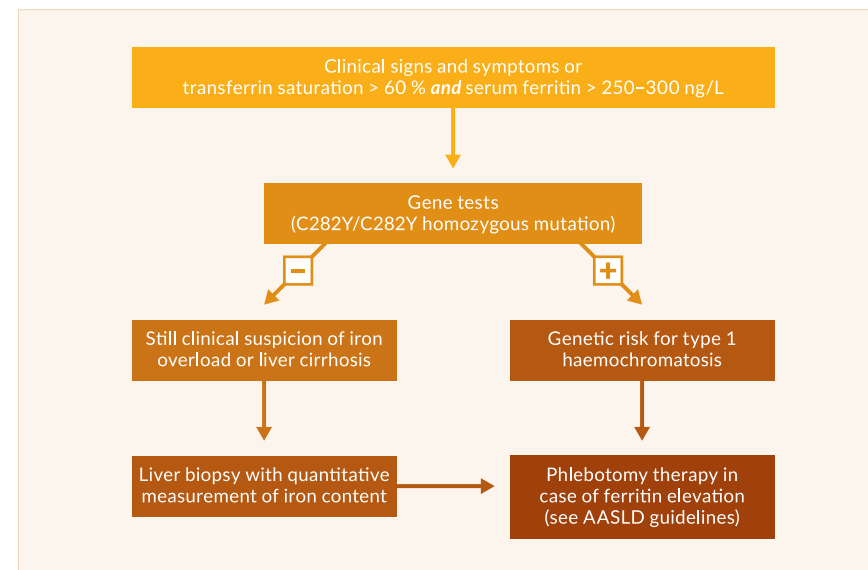 Clinical signs and symptoms or
transferrin saturation > 60 % and serum ferritin > 250–300 ng/L
Gene tests
(C282Y/C282Y homozygous mutation)
−
+
Still clinical suspicion of iron
overload or liver cirrhosis
Genetic risk for type 1
haemochromatosis
Liver biopsy with quantitative
measurement of iron content
Phlebotomy therapy in
case of ferritin elevation
(see AASLD guidelines)